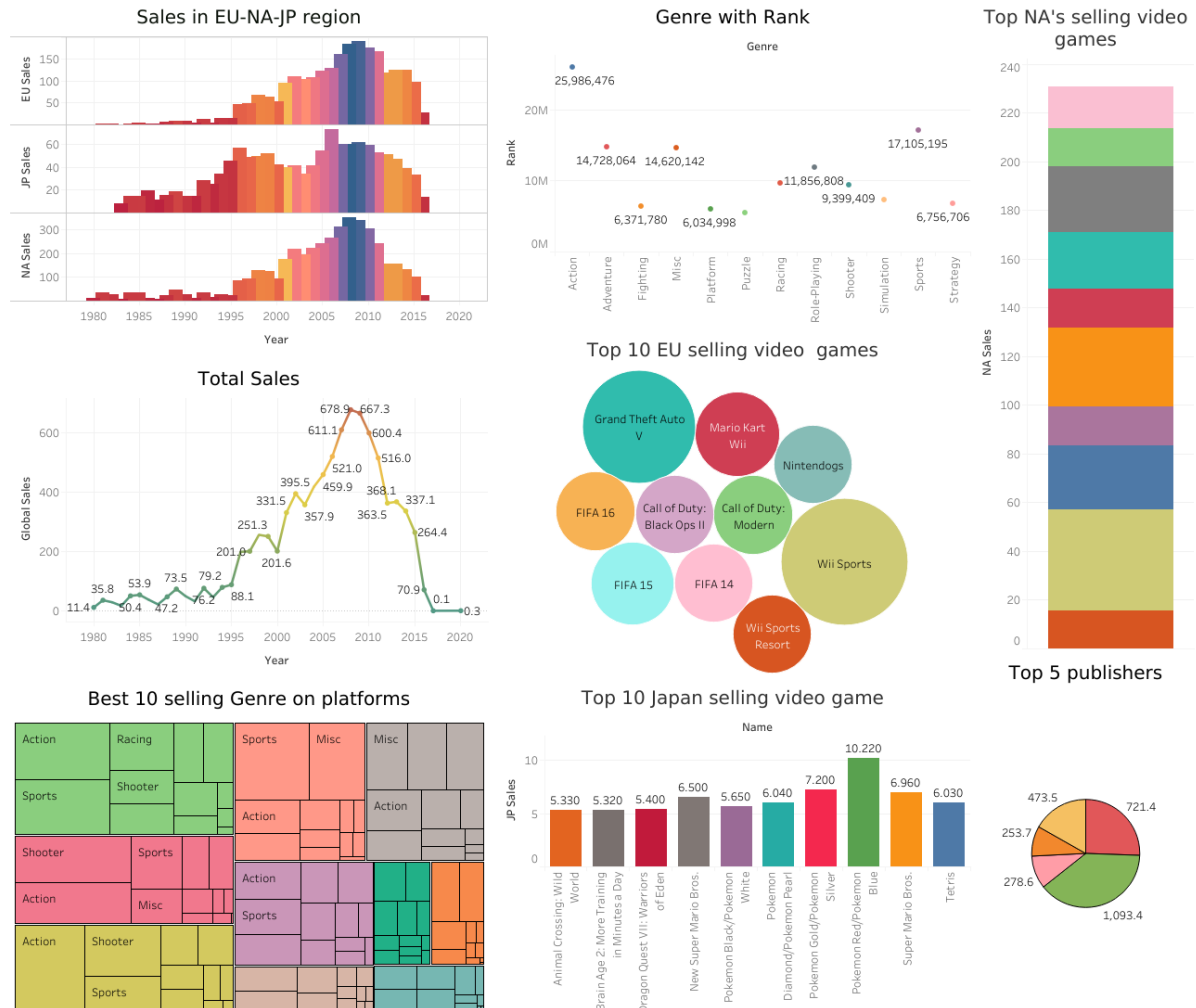 Sales in EU-NA-JP region
EU Sales
150
100
50
JP Sales
60
40
20
NA Sales
300
200
100
1980
1985
1990
1995
2000
2005
2010
2015
2020
Year
Genre with Rank
Genre
Rank
20M
10M
0M
25,986,476
14,728,064
14,620,142
17,105,195
11,856,808
9,399,409
6,371,780
6,034,998
6,756,706
Action
Adventure
Fighting
Misc
Platform
Puzzle
Racing
Role-Playing
Shooter
Simulation
Sports
Strategy
Top NA's selling video
games
NA Sales
240
220
200
180
160
140
120
100
80
60
40
20
0
Total Sales
Global Sales
600
400
200
0
11.4
35.8
50.4
53.9
47.2
73.5
76.2
79.2
88.1
201.0
251.3
201.6
331.5
395.5
357.9
459.9
521.0
611.1
678.9
667.3
600.4
516.0
363.5
368.1
337.1
264.4
70.9
0.1
0.3
1980
1985
1990
1995
2000
2005
2010
2015
2020
Year
Top 10 EU selling video  games
Grand Theft Auto
V
Mario Kart
Wii
Nintendogs
FIFA 16
Call of Duty:
Black Ops II
Call of Duty:
Modern
Wii Sports
FIFA 15
FIFA 14
Wii Sports
Resort
Best 10 selling Genre on platforms
Action
Racing
Sports
Shooter
Sports
Misc
Action
Misc
Action
Shooter
Sports
Action
Misc
Action
Sports
Action
Shooter
Sports
Top 10 Japan selling video game
Name
JP Sales
10
5
0
5.330
5.320
5.400
6.500
5.650
6.040
7.200
10.220
6.960
6.030
Animal Crossing: Wild
World
Brain Age 2: More Training
in Minutes a Day
Dragon Quest VII: Warriors
of Eden
New Super Mario Bros.
Pokemon Black/Pokemon
White
Pokemon
Diamond/Pokemon Pearl
Pokemon Gold/Pokemon
Silver
Pokemon Red/Pokemon
Blue
Super Mario Bros.
Tetris
Top 5 publishers
473.5
721.4
253.7
278.6
1,093.4